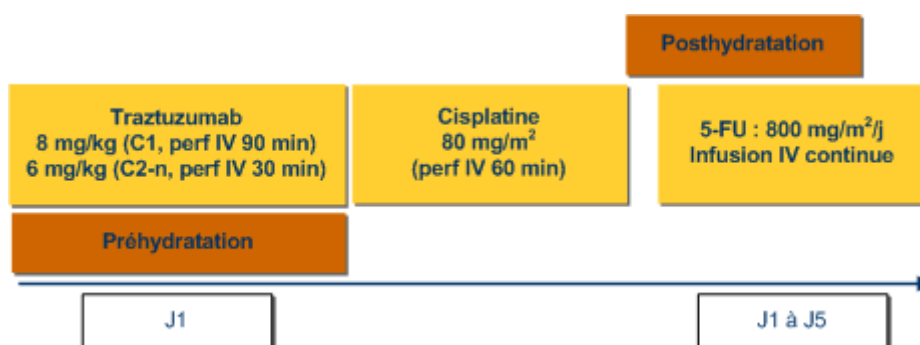 Posthydratation
Traztuzumab
8 mg/kg (C1, perf IV 90 min)
6 mg/kg (C2-n, perf IV 30 min)
Cisplatine
80 mg/m²
(perf IV 60 min)
5-FU : 800 mg/m²/j
Infusion IV continue
Préhydratation
J1
J1 à J5